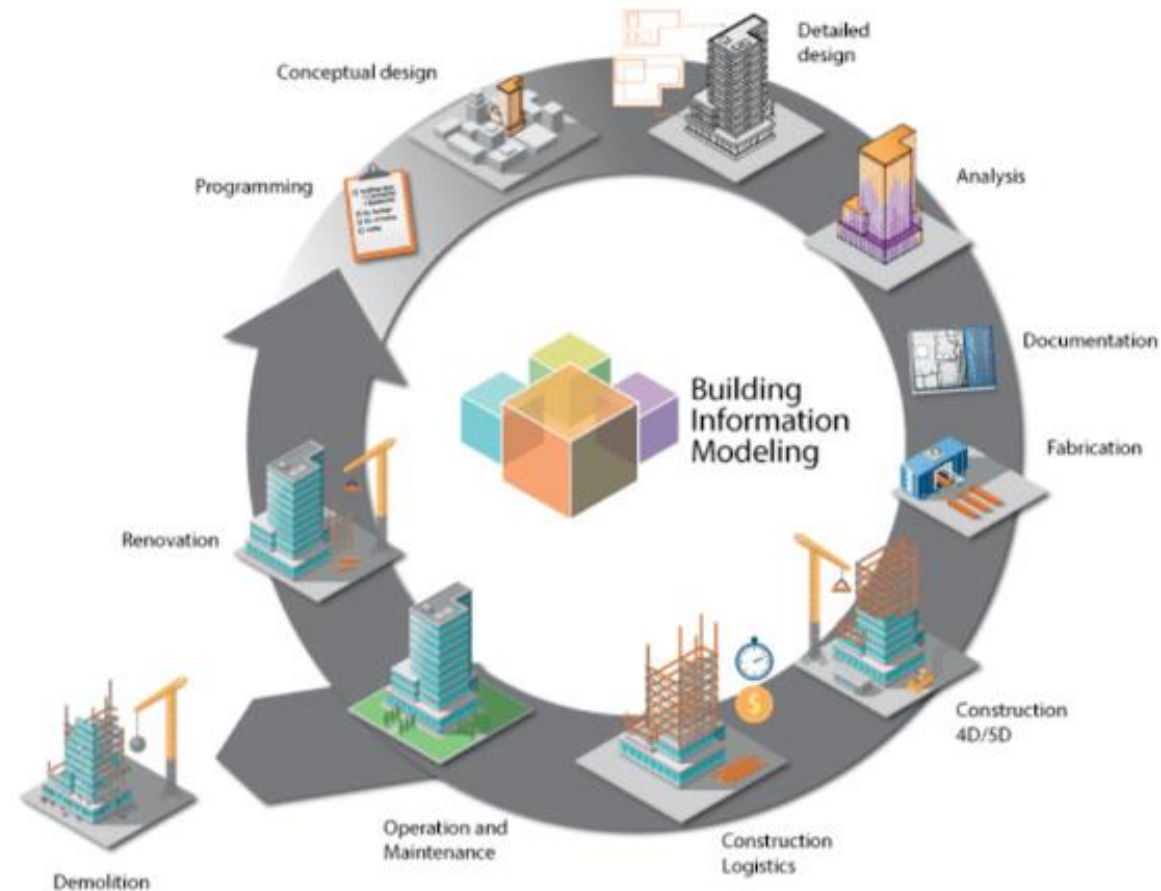 Conceptual design
Detailed
design
Programming
Analysis
Documentation
Building
Information
Modeling
Fabrication
Renovation
Construction
4D/5D
Operation and
Maintenance
Construction
Logistics
Demolition
$